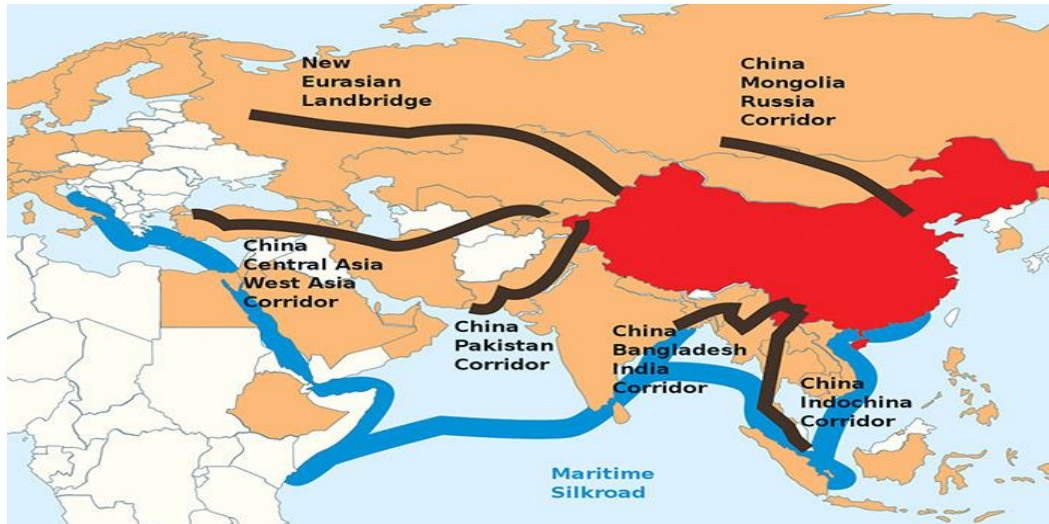 New
Eurasian
Landbridge
China
Mongolia
Russia
Corridor
China
Central Asia
West Asia
Corridor
China
Pakistan
Corridor
China
Bangladesh
India
Corridor
China
Indochina
Corridor
Maritime
Silkroad